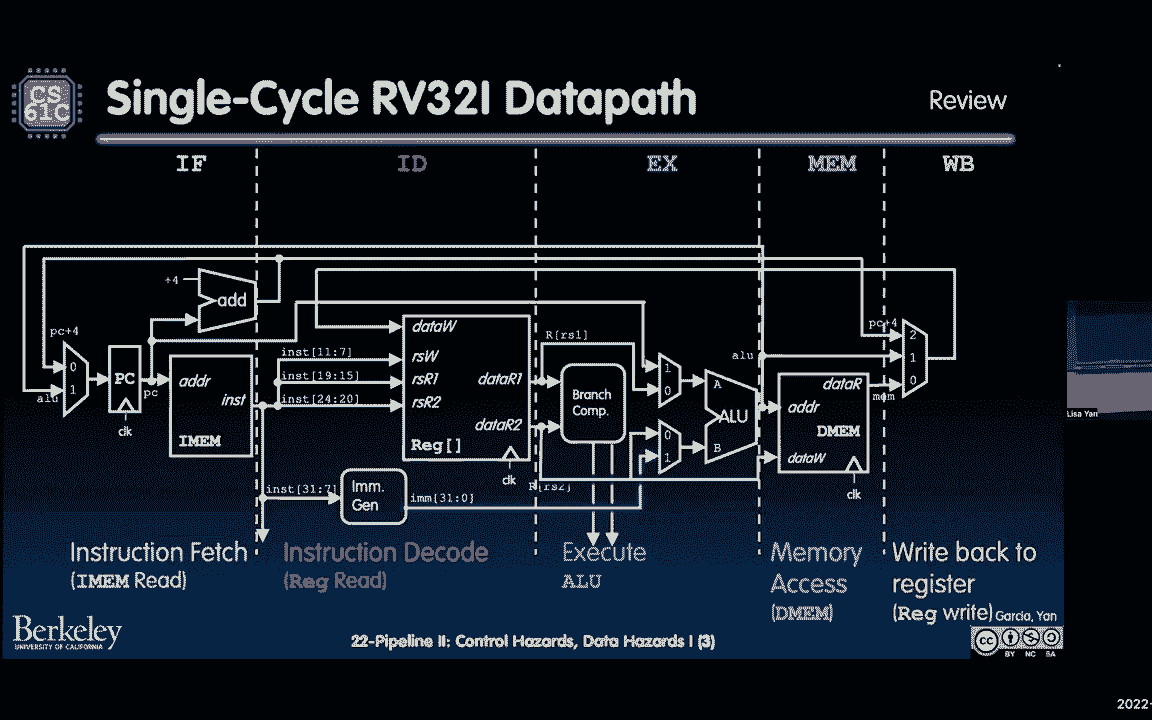 CS
61C
Single-Cycle RV32I Datapath
Review
IF
ID
EX
MEM
WB
+4
add
pc+4
0
1
alu
PC
clk
pc
addr
inst
IMEM
inst[11:7]
inst[19:15]
inst[24:20]
inst[31:7]
dataW
rsW
rsR1
rsR2
dataR1
dataR2
Reg[]
clk
Imm.
Gen
imm[31:0]
R[rs1]
R[rs2]
Branch
Comp.
1
0
0
1
A
ALU
B
alu
addr
dataR
DMEM
dataW
clk
pc+4
2
1
0
mem
Lisa Yan
Instruction Fetch
(IMEM Read)
Instruction Decode
(Reg Read)
Execute
ALU
Memory
Access
(DMEM)
Write back to
register
(Reg write)
Garcia, Yan
Berkeley
UNIVERSITY OF CALIFORNIA
22-Pipeline II: Control Hazards, Data Hazards I (3)
cc
BY NC SA
2022-